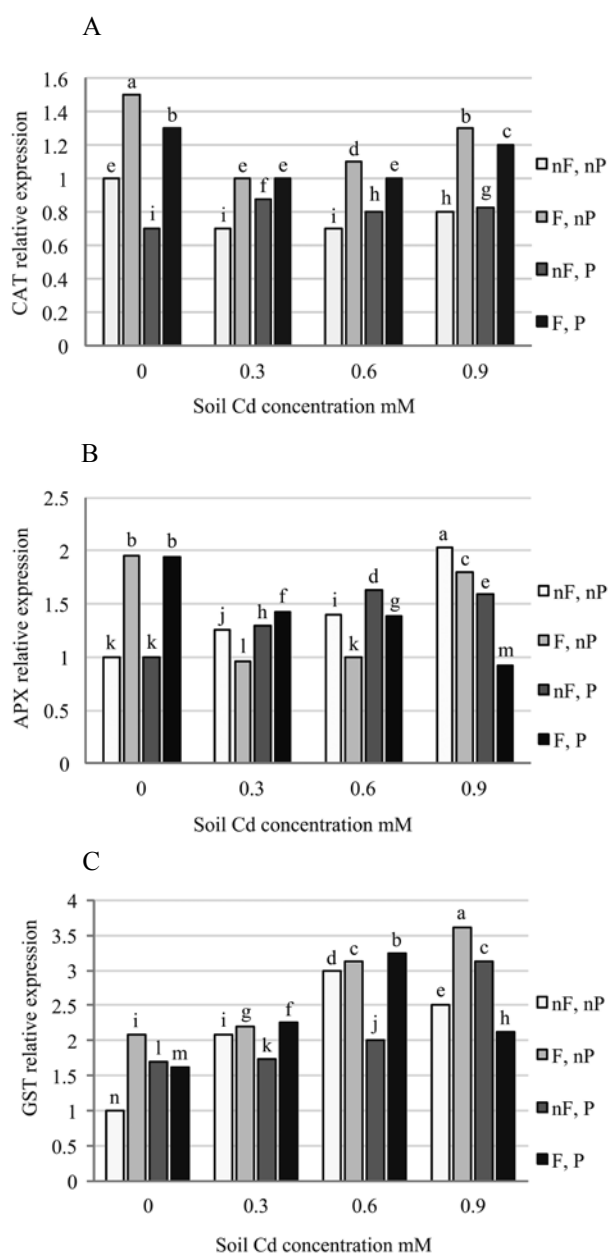 A
CAT relative expression
1.6
1.4
1.2
1
0.8
0.6
0.4
0.2
0
e a i b
i e f e
i d h e
h b g c
0 0.3 0.6 0.9
Soil Cd concentration mM
nF, nP
F, nP
nF, P
F, P
B
APX relative expression
2.5
2
1.5
1
0.5
0
k b k b
j l h f
i k d g
a c e m
0 0.3 0.6 0.9
Soil Cd concentration mM
nF, nP
F, nP
nF, P
F, P
C
GST relative expression
4
3.5
3
2.5
2
1.5
1
0.5
0
n i l m
i g k f
d c j b
e a c h
0 0.3 0.6 0.9
Soil Cd concentration mM
nF, nP
F, nP
nF, P
F, P